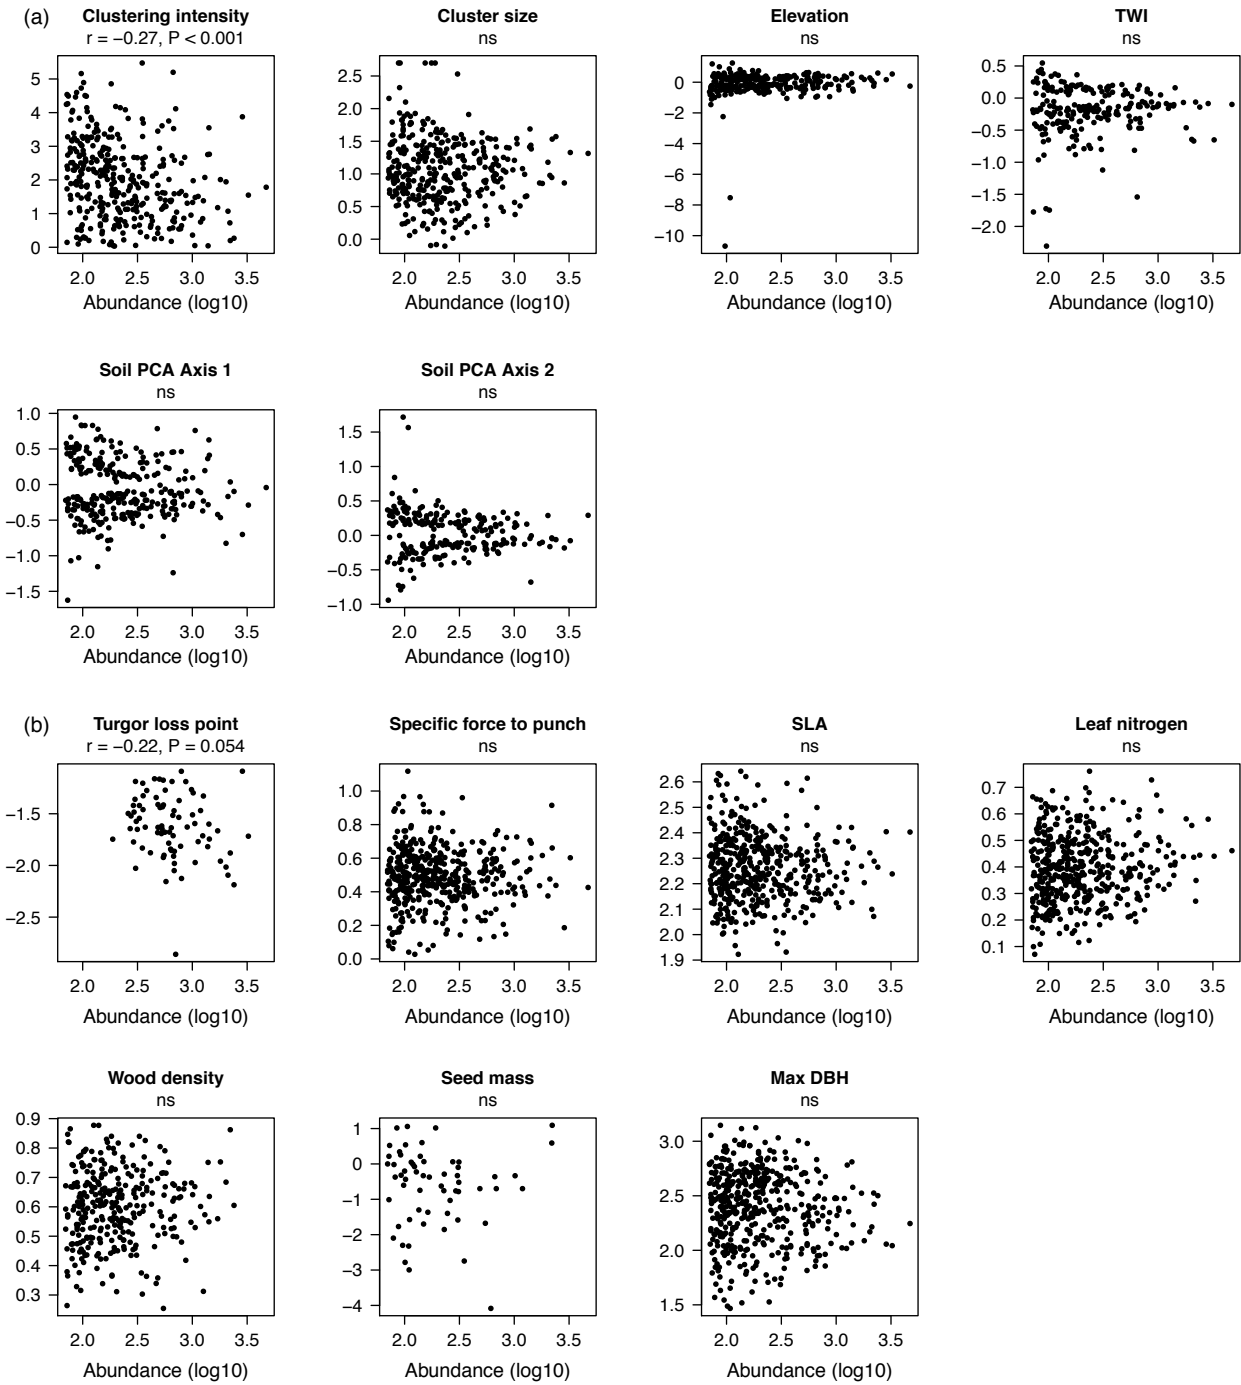 (a)
Clustering intensity
r = −0.27, P < 0.001
5
4
3
2
1
0
2.0 2.5 3.0 3.5
Abundance (log10)
Cluster size
ns
2.5
2.0
1.5
1.0
0.5
0.0
2.0 2.5 3.0 3.5
Abundance (log10)
Elevation
ns
0
−2
−4
−6
−8
−10
2.0 2.5 3.0 3.5
Abundance (log10)
TWI
ns
0.5
0.0
−0.5
−1.0
−1.5
−2.0
2.0 2.5 3.0 3.5
Abundance (log10)
Soil PCA Axis 1
ns
1.0
0.5
0.0
−0.5
−1.0
−1.5
2.0 2.5 3.0 3.5
Abundance (log10)
Soil PCA Axis 2
ns
1.5
1.0
0.5
0.0
−0.5
−1.0
2.0 2.5 3.0 3.5
Abundance (log10)
(b)
Turgor loss point
r = −0.22, P = 0.054
−1.5
−2.0
−2.5
2.0 2.5 3.0 3.5
Abundance (log10)
Specific force to punch
ns
1.0
0.8
0.6
0.4
0.2
0.0
2.0 2.5 3.0 3.5
Abundance (log10)
SLA
ns
2.6
2.5
2.4
2.3
2.2
2.1
2.0
1.9
2.0 2.5 3.0 3.5
Abundance (log10)
Leaf nitrogen
ns
0.7
0.6
0.5
0.4
0.3
0.2
0.1
2.0 2.5 3.0 3.5
Abundance (log10)
Wood density
ns
0.9
0.8
0.7
0.6
0.5
0.4
0.3
2.0 2.5 3.0 3.5
Abundance (log10)
Seed mass
ns
1
0
−1
−2
−3
−4
2.0 2.5 3.0 3.5
Abundance (log10)
Max DBH
ns
3.0
2.5
2.0
1.5
2.0 2.5 3.0 3.5
Abundance (log10)